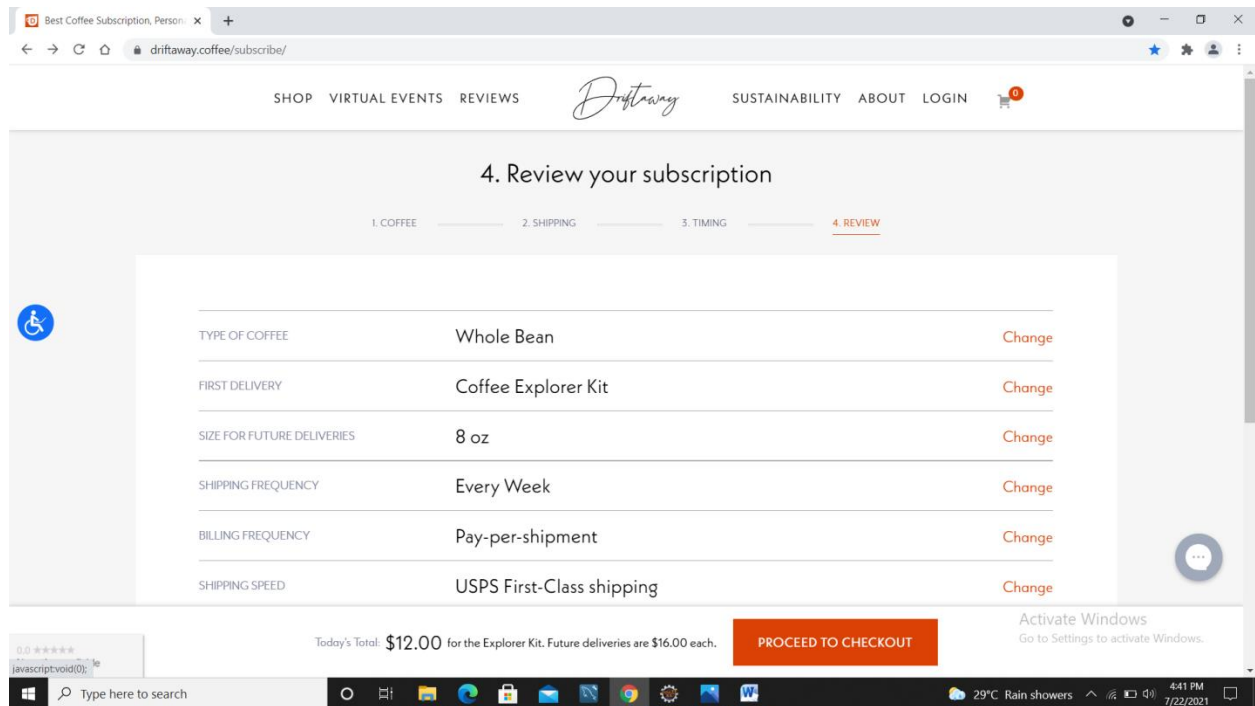 Best Coffee Subscription, Person
driftaway.coffee/subscribe/
SHOP VIRTUAL EVENTS REVIEWS Driftaway SUSTAINABILITY ABOUT LOGIN 0
4. Review your subscription
1. COFFEE 2. SHIPPING 3. TIMING 4. REVIEW
TYPE OF COFFEE Whole Bean Change
FIRST DELIVERY Coffee Explorer Kit Change
SIZE FOR FUTURE DELIVERIES 8 oz Change
SHIPPING FREQUENCY Every Week Change
BILLING FREQUENCY Pay-per-shipment Change
SHIPPING SPEED USPS First-Class shipping Change
Today's Total: $12.00 for the Explorer Kit. Future deliveries are $16.00 each. PROCEED TO CHECKOUT
Activate Windows
Go to Settings to activate Windows.
0.0
javascript:void(0);
Type here to search
W
29°C Rain showers
4:41 PM
7/22/2021